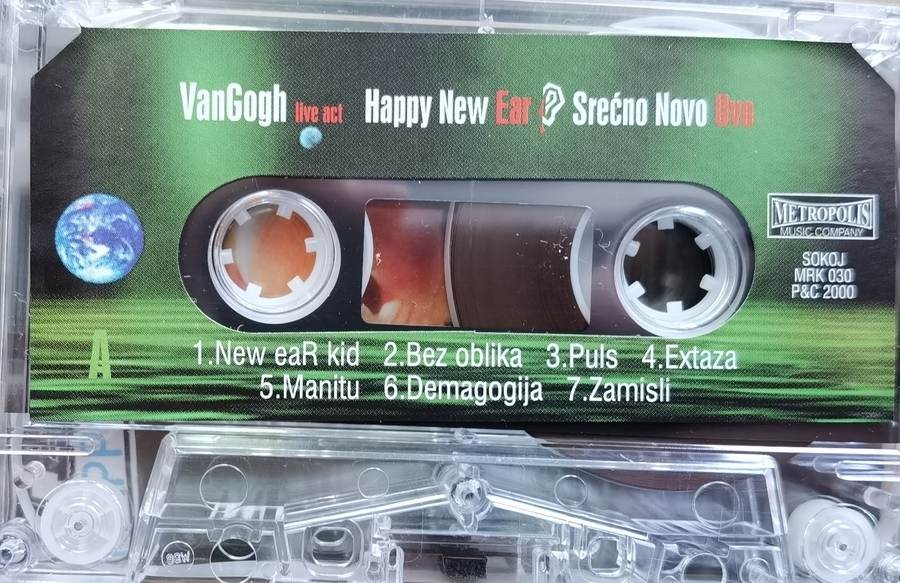 VanGogh live act Happy New Ear Srećno Novo Uvo
METROPOLIS
MUSIC COMPANY
SOKOJ
MRK 030
P&C 2000
A
1.New eaR kid 2.Bez oblika 3.Puls 4.Extaza
5.Manitu 6.Demagogija 7.Zamisli